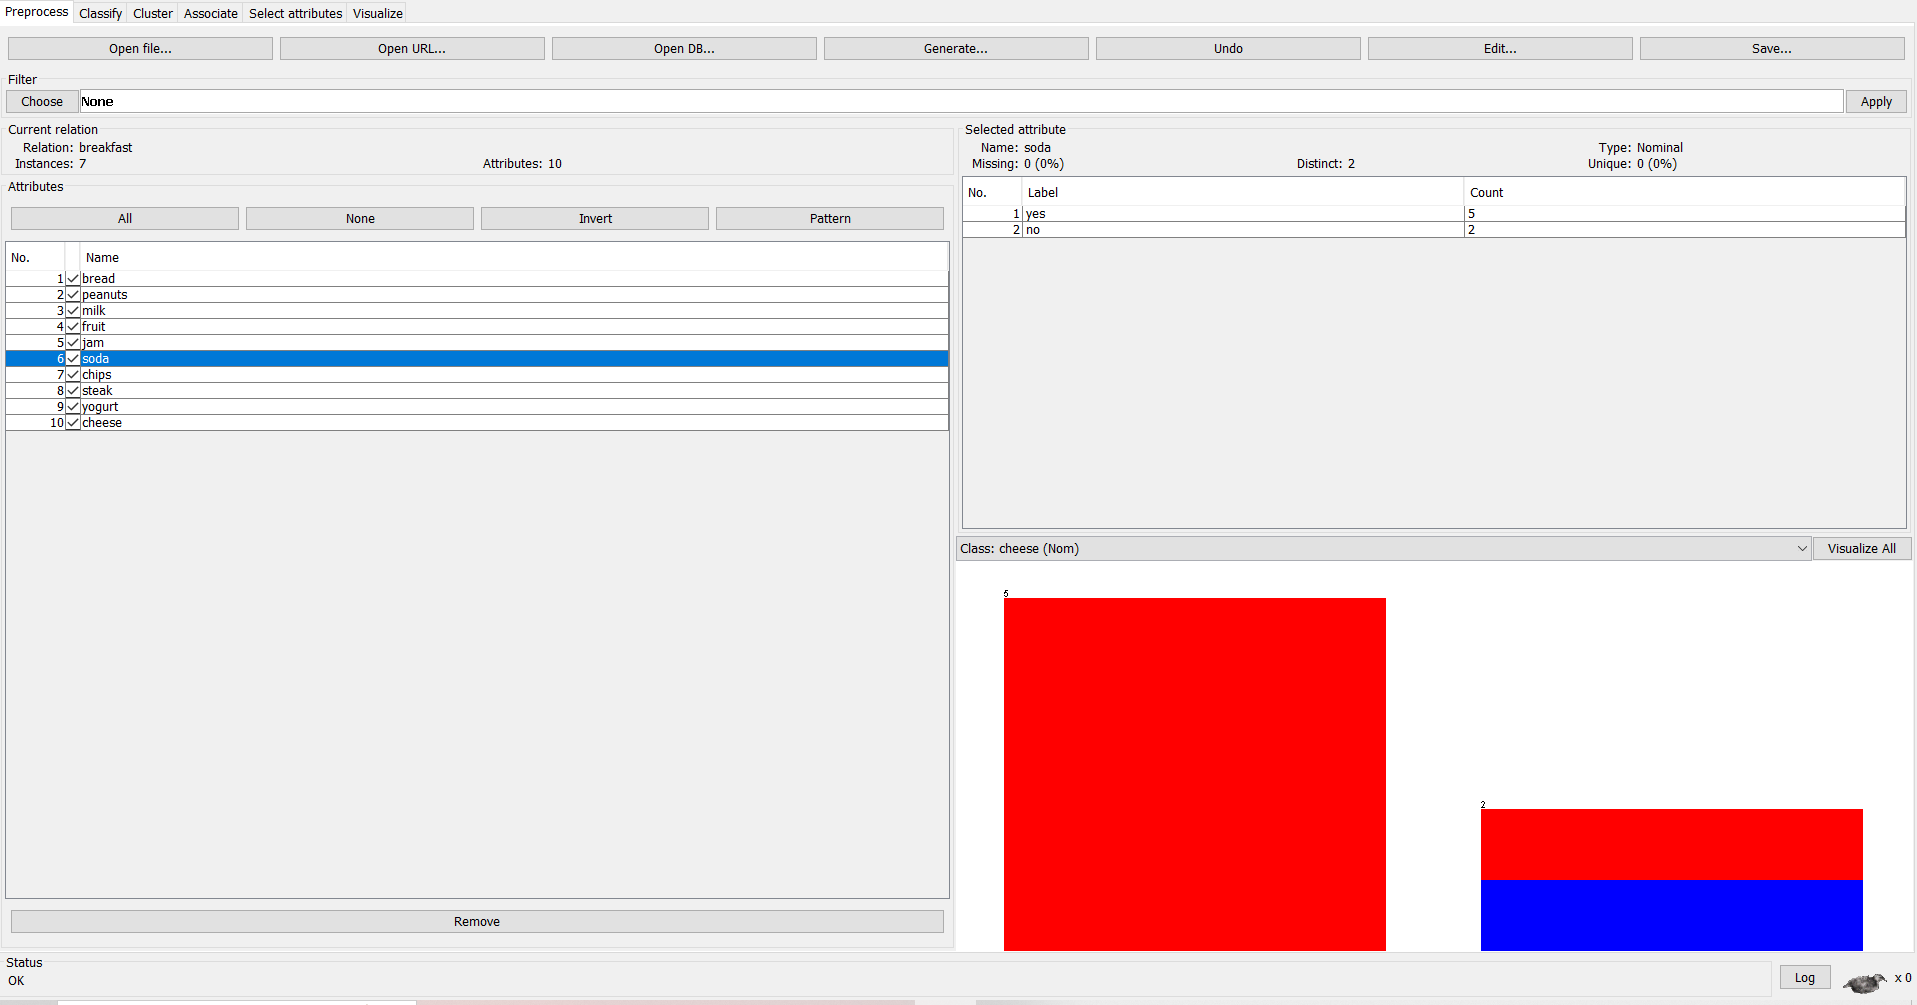 Preprocess Classify Cluster Associate Select attributes Visualize
Open file... Open URL... Open DB... Generate... Undo Edit... Save...
Filter
Choose None Apply
Current relation
Relation: breakfast
Instances: 7 Attributes: 10
Attributes
All None Invert Pattern
No. Name
1 bread
2 peanuts
3 milk
4 fruit
5 jam
6 soda
7 chips
8 steak
9 yogurt
10 cheese
Remove
Selected attribute
Name: soda Type: Nominal
Missing: 0 (0%) Distinct: 2 Unique: 0 (0%)
No. Label Count
1 yes 5
2 no 2
Class: cheese (Nom) Visualize All
5
2
Status
OK
Log x 0